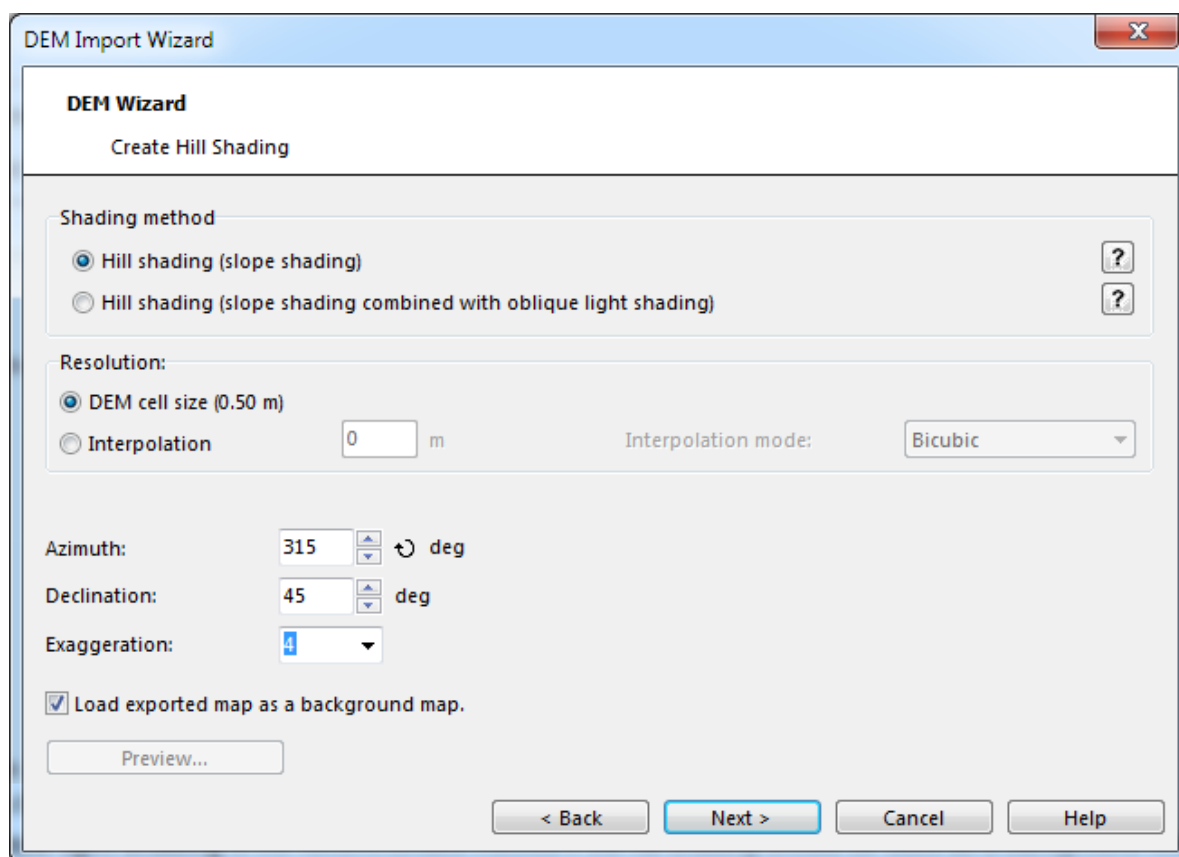 DEM Import Wizard
x
DEM Wizard
Create Hill Shading
Shading method
Hill shading (slope shading)
?
Hill shading (slope shading combined with oblique light shading)
?
Resolution:
DEM cell size (0.50 m)
Interpolation 0 m Interpolation mode: Bicubic
Azimuth: 315 deg
Declination: 45 deg
Exaggeration: 4
Load exported map as a background map.
Preview...
< Back Next > Cancel Help